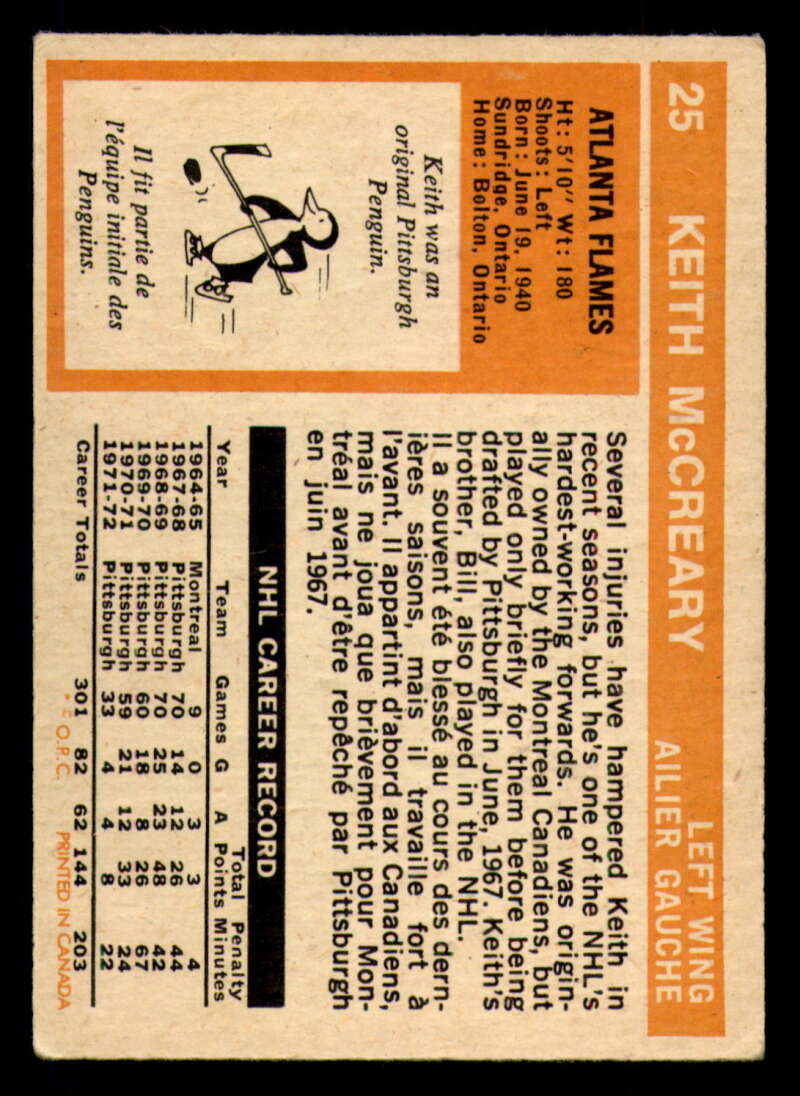 25 KEITH McCREARY LEFT WING
AILIER GAUCHE
ATLANTA FLAMES
Ht: 5'10" Wt: 180
Shoots: Left
Born: June 19, 1940
Sundridge, Ontario
Home: Bolton, Ontario
Keith was an
original Pittsburgh
Penguin.
Il fit partie de
l'équipe initiale des
Penguins.
Several injuries have hampered Keith in
recent seasons, but he's one of the NHL's
hardest-working forwards. He was origin-
ally owned by the Montreal Canadiens, but
played only briefly for them before being
drafted by Pittsburgh in June, 1967. Keith's
brother, Bill, also played in the NHL.
Il a souvent été blessé au cours des dern-
ières saisons, mais il travaille fort à
l'avant. Il appartint d'abord aux Canadiens,
mais ne joua que brièvement pour Mon-
tréal avant d'être repêché par Pittsburgh
en juin 1967.
NHL CAREER RECORD
Total Penalty
Year Team Games G A Points Minutes
1964-65 Montreal 9 0 3 3 4
1967-68 Pittsburgh 70 14 12 26 44
1968-69 Pittsburgh 70 25 23 48 42
1969-70 Pittsburgh 60 18 8 26 67
1970-71 Pittsburgh 59 21 12 33 24
1971-72 Pittsburgh 33 4 4 8 22
Career Totals 301 82 62 144 203
* © O.P.C. PRINTED IN CANADA